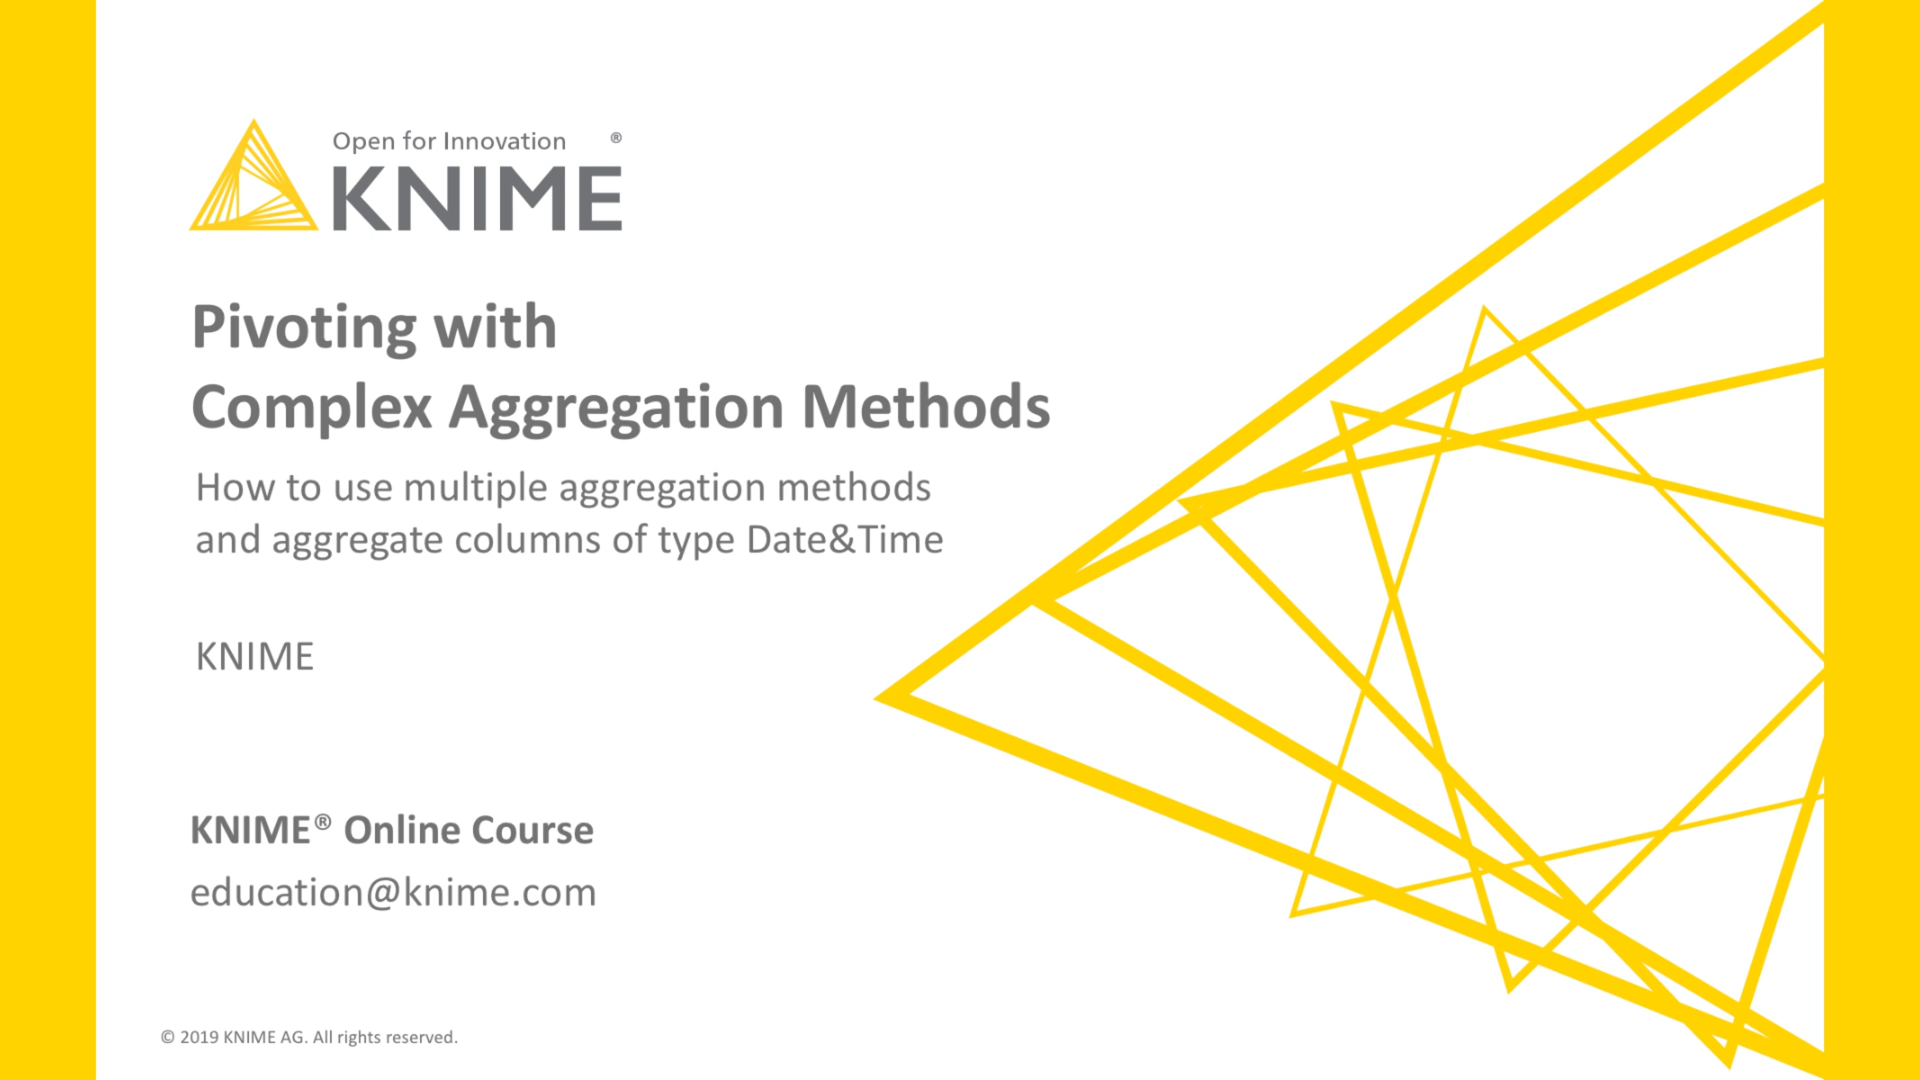 Open for Innovation ®
KNIME
Pivoting with
Complex Aggregation Methods
How to use multiple aggregation methods
and aggregate columns of type Date&Time
KNIME
KNIME® Online Course
education@knime.com
© 2019 KNIME AG. All rights reserved.